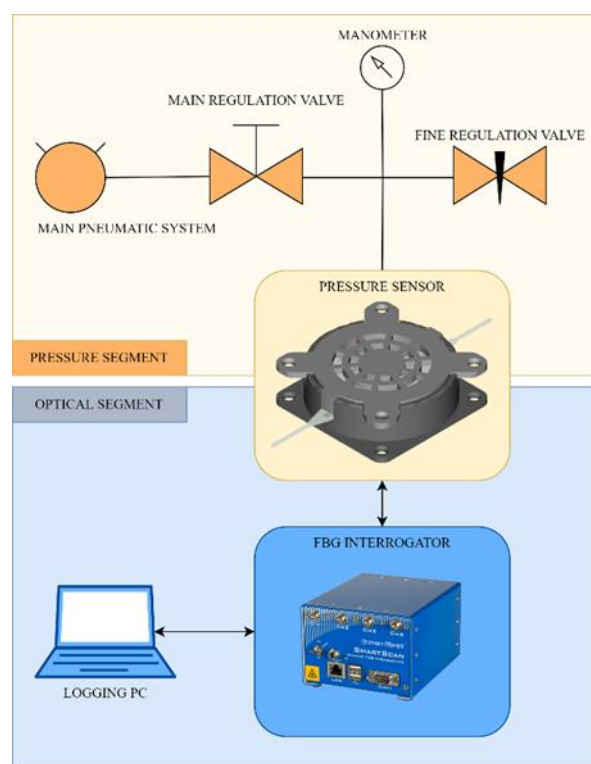 MANOMETER
MAIN REGULATION VALVE
FINE REGULATION VALVE
MAIN PNEUMATIC SYSTEM
PRESSURE SENSOR
PRESSURE SEGMENT
OPTICAL SEGMENT
FBG INTERROGATOR
SMARTSCAN
LOGGING PC